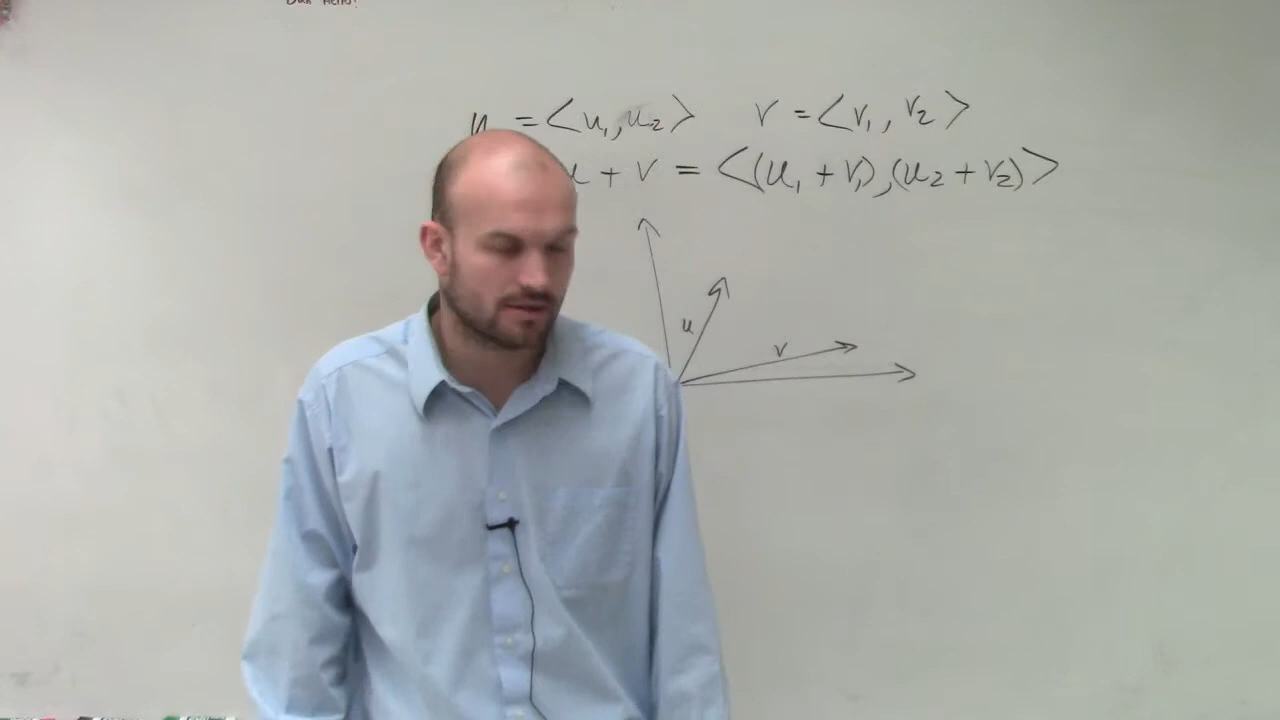 u = <u₁, u₂> v = <v₁, v₂>
u + v = <(u₁ + v₁), (u₂ + v₂)>
u
v